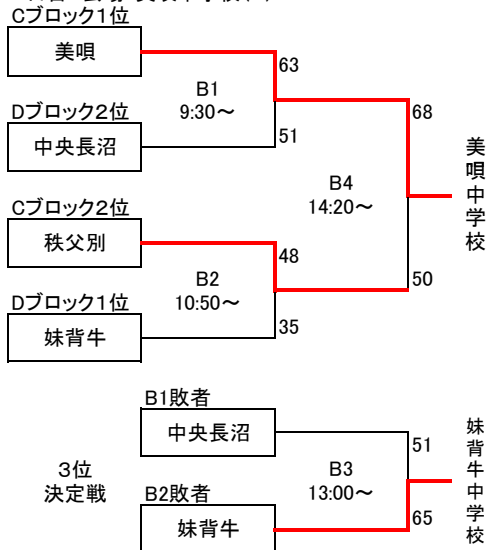 Cブロック1位
美唄
63
B1
9:30～
Dブロック2位
51
中央長沼
68
美唄中学校
B4
14:20～
Cブロック2位
秩父別
48
B2
10:50～
50
Dブロック1位
35
妹背牛
B1敗者
中央長沼
51
3位
決定戦
B3
13:00～
妹背牛中学校
B2敗者
65
妹背牛